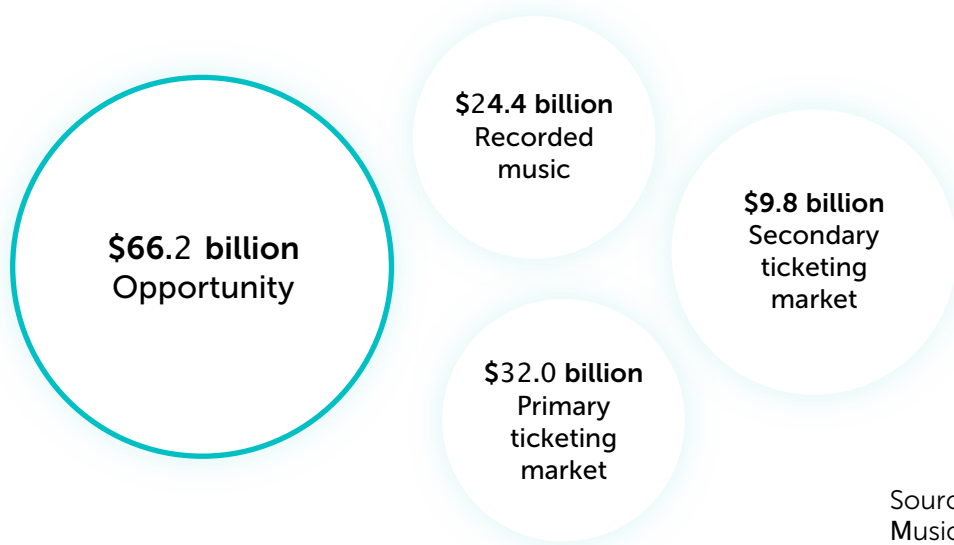 $66.2 billion
Opportunity
$24.4 billion
Recorded
music
$9.8 billion
Secondary
ticketing
market
$32.0 billion
Primary
ticketing
market